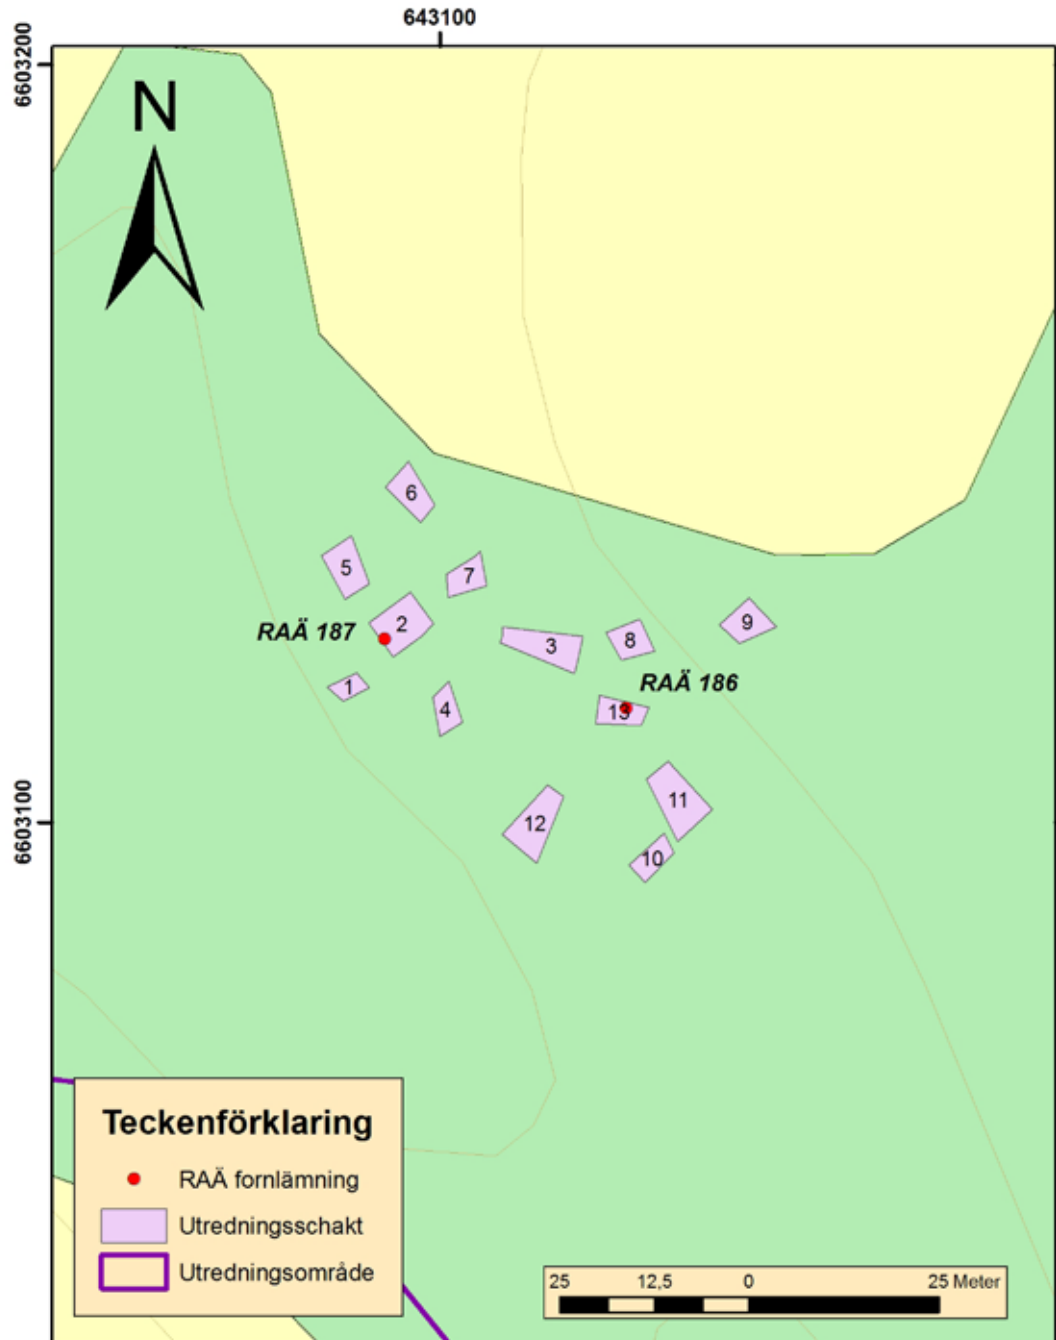 643100
6603200
N
6
5
7
2
RAÄ 187
3
8
9
1
4
RAÄ 186
13
6603100
11
12
10
Teckenförklaring
RAÄ fornlämning
Utredningsschakt
Utredningsområde
25 12,5 0 25 Meter